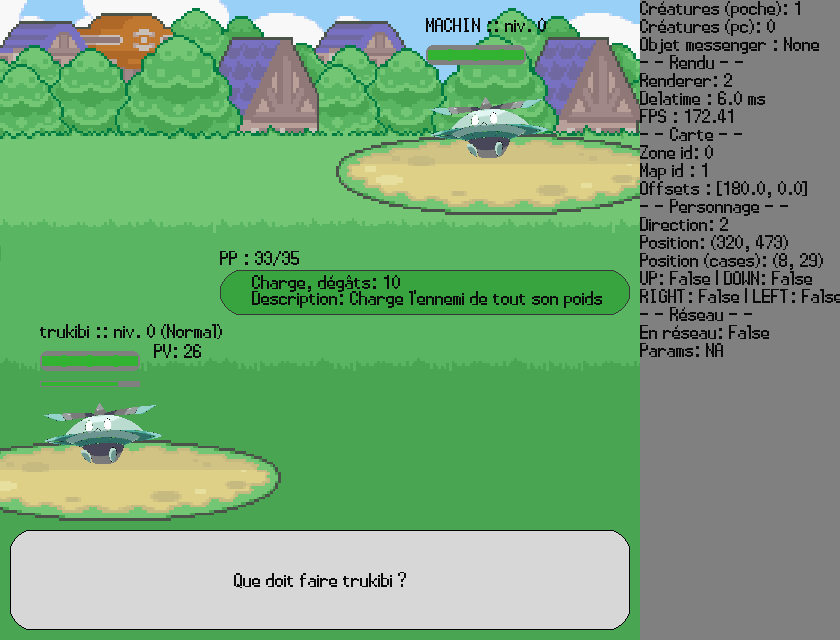 MACHIN :: niv. 0
PP : 33/35
Charge, dégâts: 10
Description: Charge l'ennemi de tout son poids
trukibi :: niv. 0 (Normal)
PV: 26
Que doit faire trukibi ?
Créatures (poche): 1
Créatures (pc): 0
Objet messenger : None
-- Rendu --
Renderer: 2
Delatime : 6.0 ms
FPS : 172.41
-- Carte --
Zone id: 0
Map id : 1
Offsets : [180.0, 0.0]
-- Personnage --
Direction: 2
Position: (320, 473)
Position (cases): (8, 29)
UP: False | DOWN: False
RIGHT: False | LEFT: False
-- Réseau --
En réseau: False
Params: NA